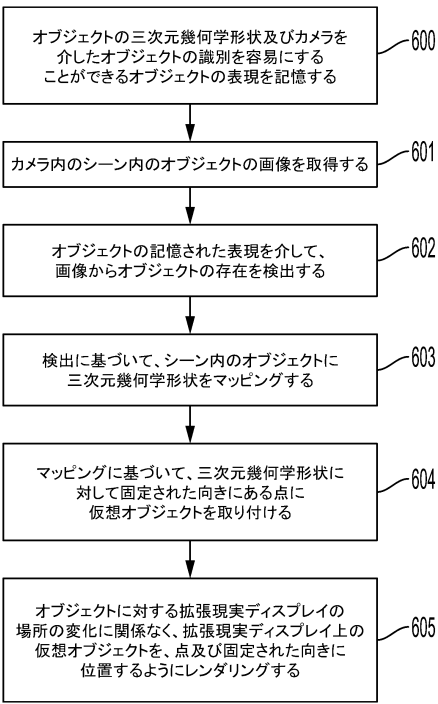 オブジェクトの三次元幾何学形状及びカメラを
介したオブジェクトの識別を容易にする
ことができるオブジェクトの表現を記憶する
600
カメラ内のシーン内のオブジェクトの画像を取得する
601
オブジェクトの記憶された表現を介して、
画像からオブジェクトの存在を検出する
602
検出に基づいて、シーン内のオブジェクトに
三次元幾何学形状をマッピングする
603
マッピングに基づいて、三次元幾何学形状に
対して固定された向きにある点に
仮想オブジェクトを取り付ける
604
オブジェクトに対する拡張現実ディスプレイの
場所の変化に関係なく、拡張現実ディスプレイ上の
仮想オブジェクトを、点及び固定された向きに
位置するようにレンダリングする
605